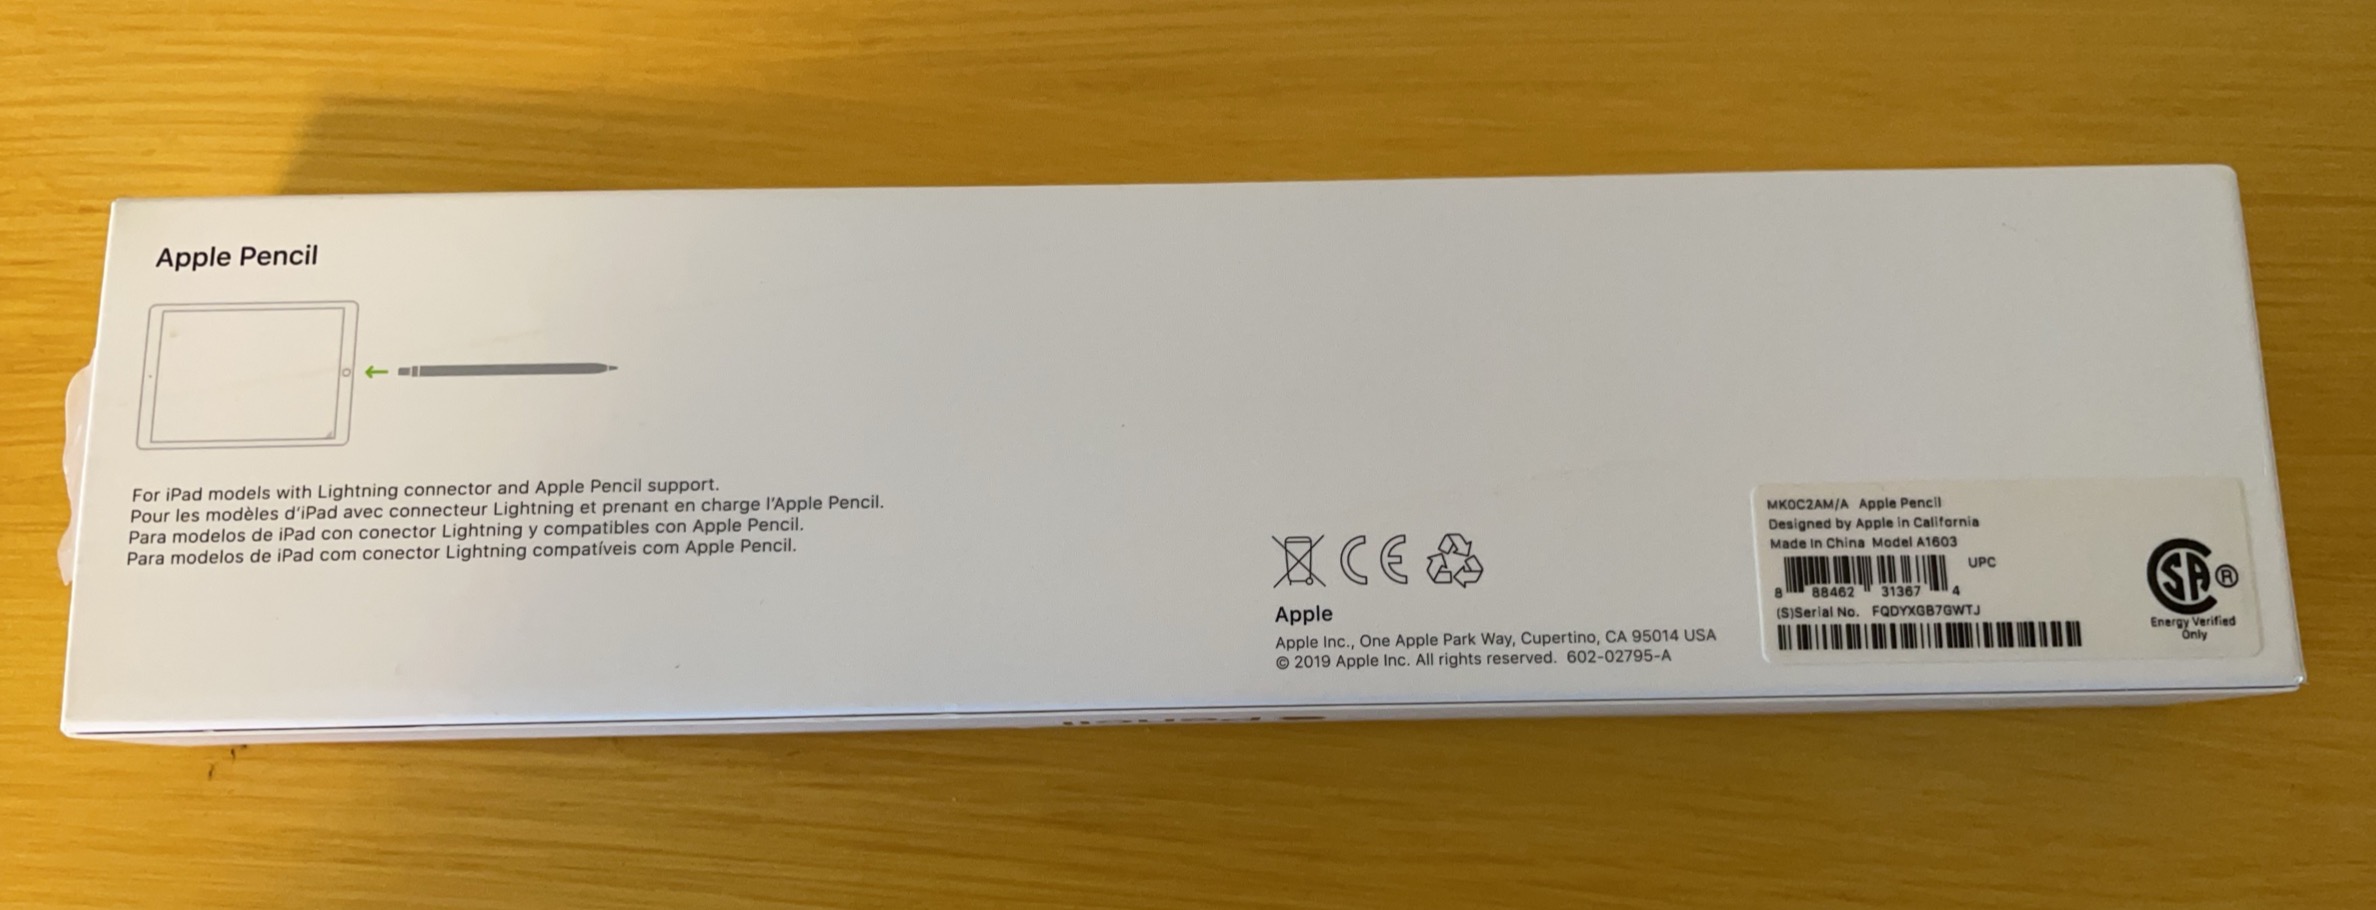 Apple Pencil
For iPad models with Lightning connector and Apple Pencil support.
Pour les modèles d'iPad avec connecteur Lightning et prenant en charge l'Apple Pencil.
Para modelos de iPad con conector Lightning y compatibles con Apple Pencil.
Para modelos de iPad com conector Lightning compatíveis com Apple Pencil.
CE
Apple
Apple Inc., One Apple Park Way, Cupertino, CA 95014 USA
© 2019 Apple Inc. All rights reserved. 602-02795-A
MK0C2AM/A Apple Pencil
Designed by Apple in California
Made In China Model A1603
UPC
8 88462 31367 4
(S)Serial No. FQDYXGB7GWTJ
SA®
Energy Verified
Only